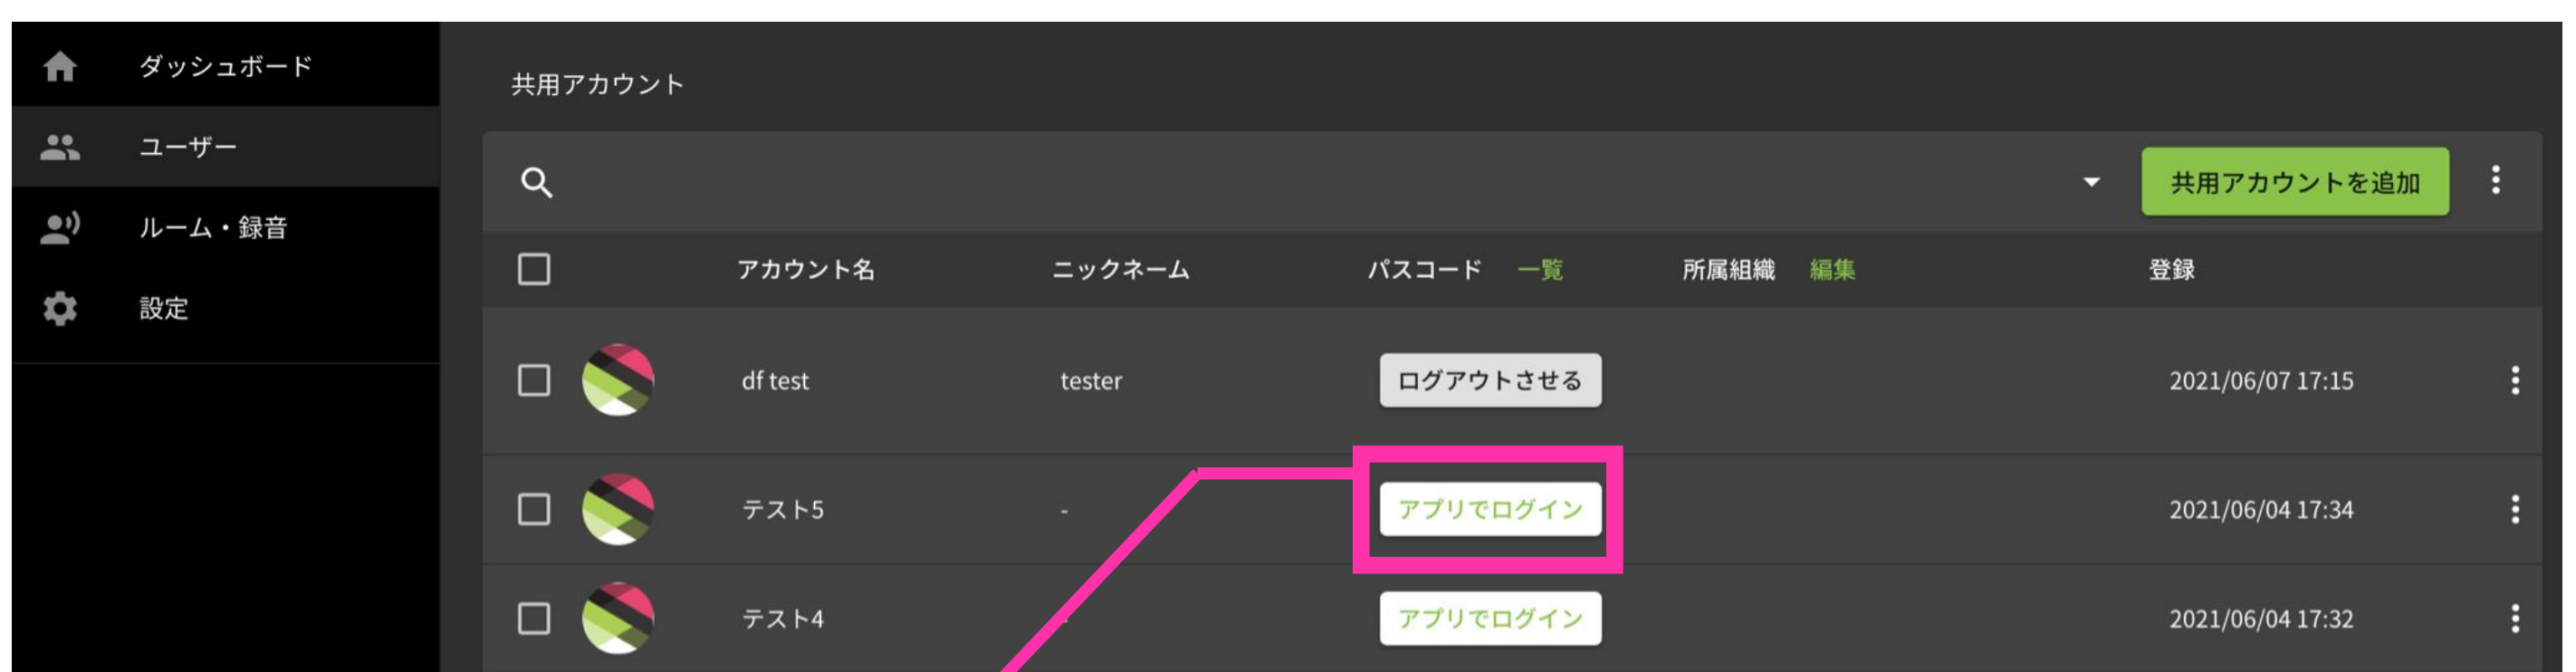 ダッシュボード
ユーザー
ルーム・録音
設定
共用アカウント
共用アカウントを追加
アカウント名 ニックネーム パスコード 一覧 所属組織 編集 登録
df test tester ログアウトさせる 2021/06/07 17:15
テスト5 - アプリでログイン 2021/06/04 17:34
テスト4 - アプリでログイン 2021/06/04 17:32